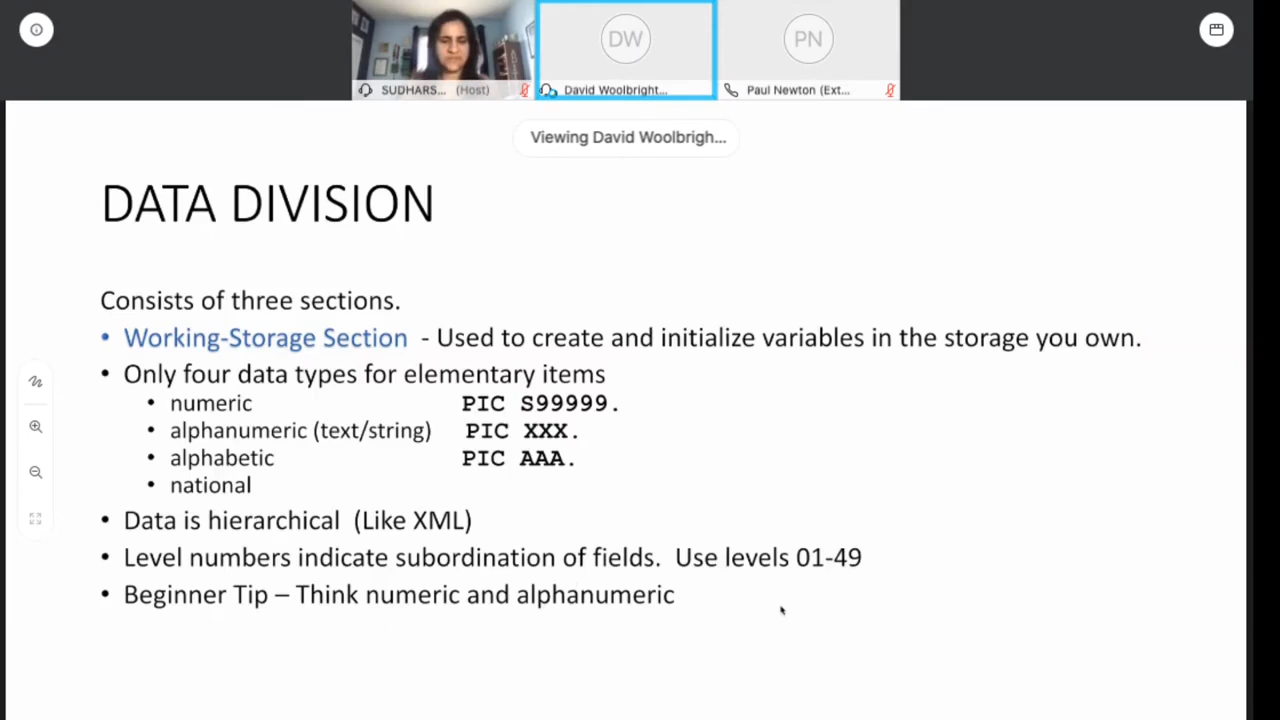 SUDHARS... (Host)
DW
David Woolbright...
PN
Paul Newton (Ext...
Viewing David Woolbrigh...
DATA DIVISION
Consists of three sections.
• Working-Storage Section - Used to create and initialize variables in the storage you own.
• Only four data types for elementary items
• numeric PIC S99999.
• alphanumeric (text/string) PIC XXX.
• alphabetic PIC AAA.
• national
• Data is hierarchical (Like XML)
• Level numbers indicate subordination of fields. Use levels 01-49
• Beginner Tip – Think numeric and alphanumeric